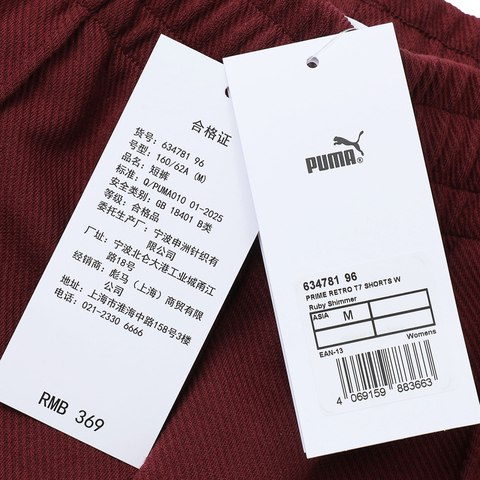 合格证
货号: 634781 96
号型: 160/62A (M)
品名: 短裤
标准: Q/PUMA010 01-2025
安全类别: GB 18401 B类
等级: 合格品
委托生产厂: 宁波申洲针织有
限公司
厂址: 宁波北仑大港工业城甬江
路18号
经销商: 彪马(上海)商贸有限
公司
地址: 上海市淮海中路158号3楼
电话: 021-2330 6666
RMB 369
PUMA®
634781 96
PRIME RETRO T7 SHORTS W
Ruby Shimmer
ASIA M
Womens
EAN-13
4 069159 883663